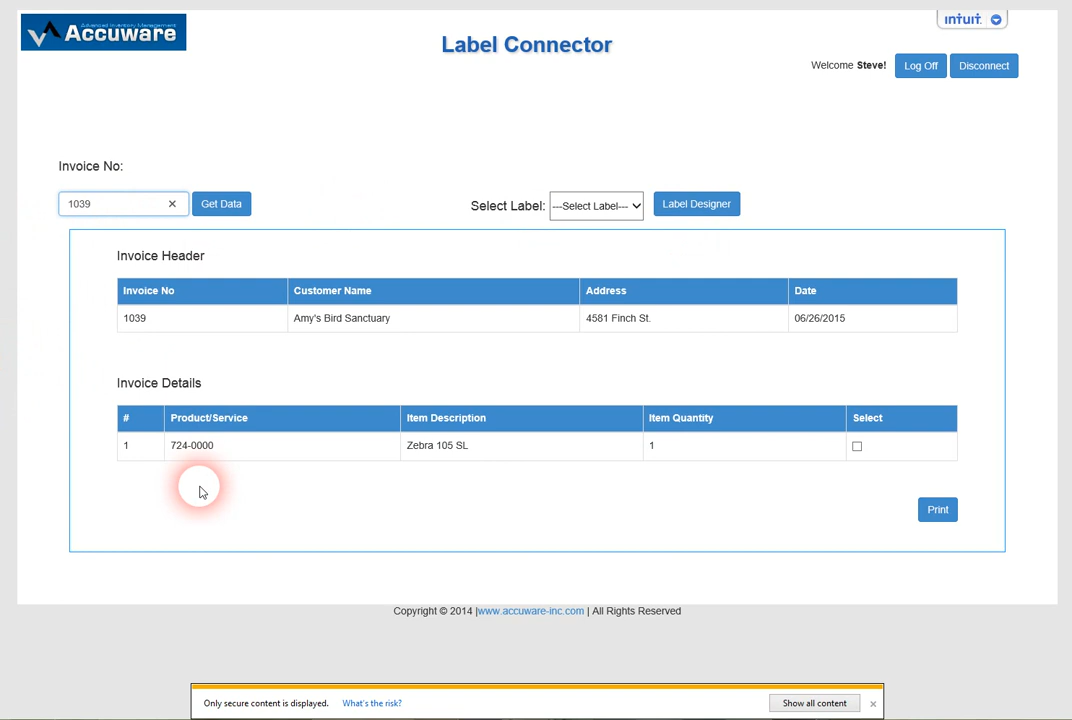 Advanced Inventory Management
Accuware
Label Connector
intuit
Welcome Steve!
Log Off
Disconnect
Invoice No:
1039
Get Data
Select Label:
---Select Label---
Label Designer
Invoice Header
Invoice No Customer Name Address Date
1039 Amy's Bird Sanctuary 4581 Finch St. 06/26/2015
Invoice Details
# Product/Service Item Description Item Quantity Select
1 724-0000 Zebra 105 SL 1
Print
Copyright © 2014 |www.accuware-inc.com | All Rights Reserved
Only secure content is displayed. What's the risk? Show all content ×